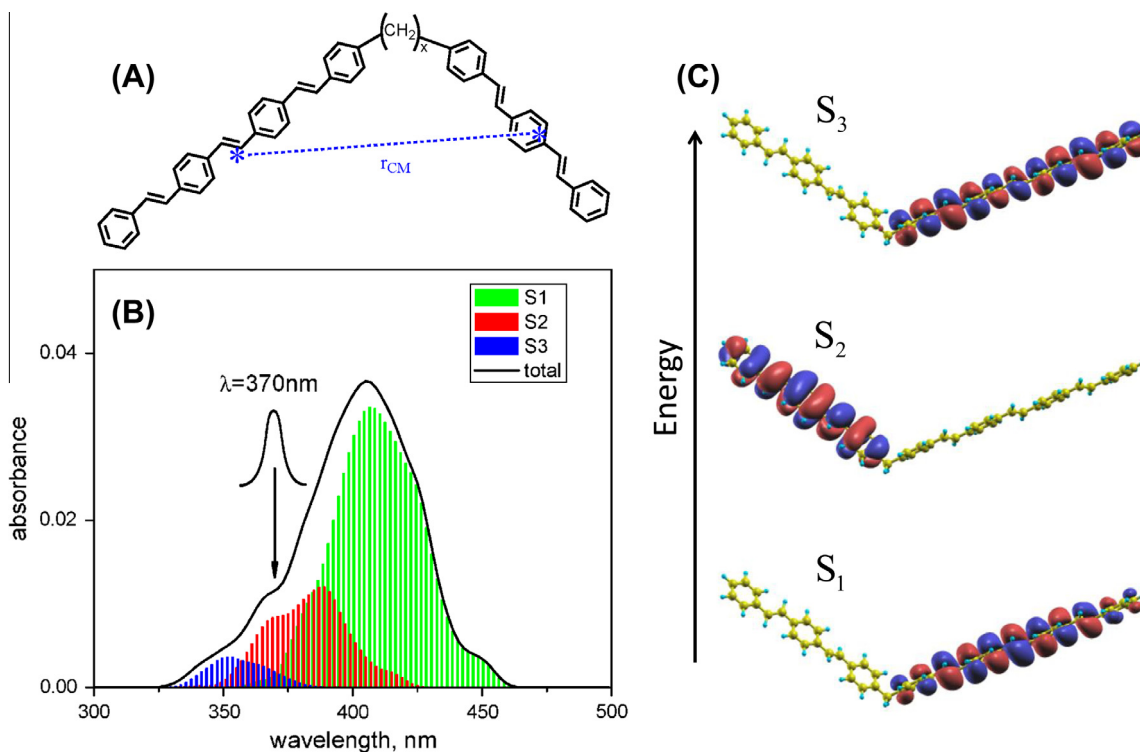 (A)
(CH2)x
*
*
rCM
(B)
S1
S2
S3
total
λ=370nm
0.04
0.02
0.00
absorbance
300
350
400
450
500
wavelength, nm
(C)
Energy
S3
S2
S1